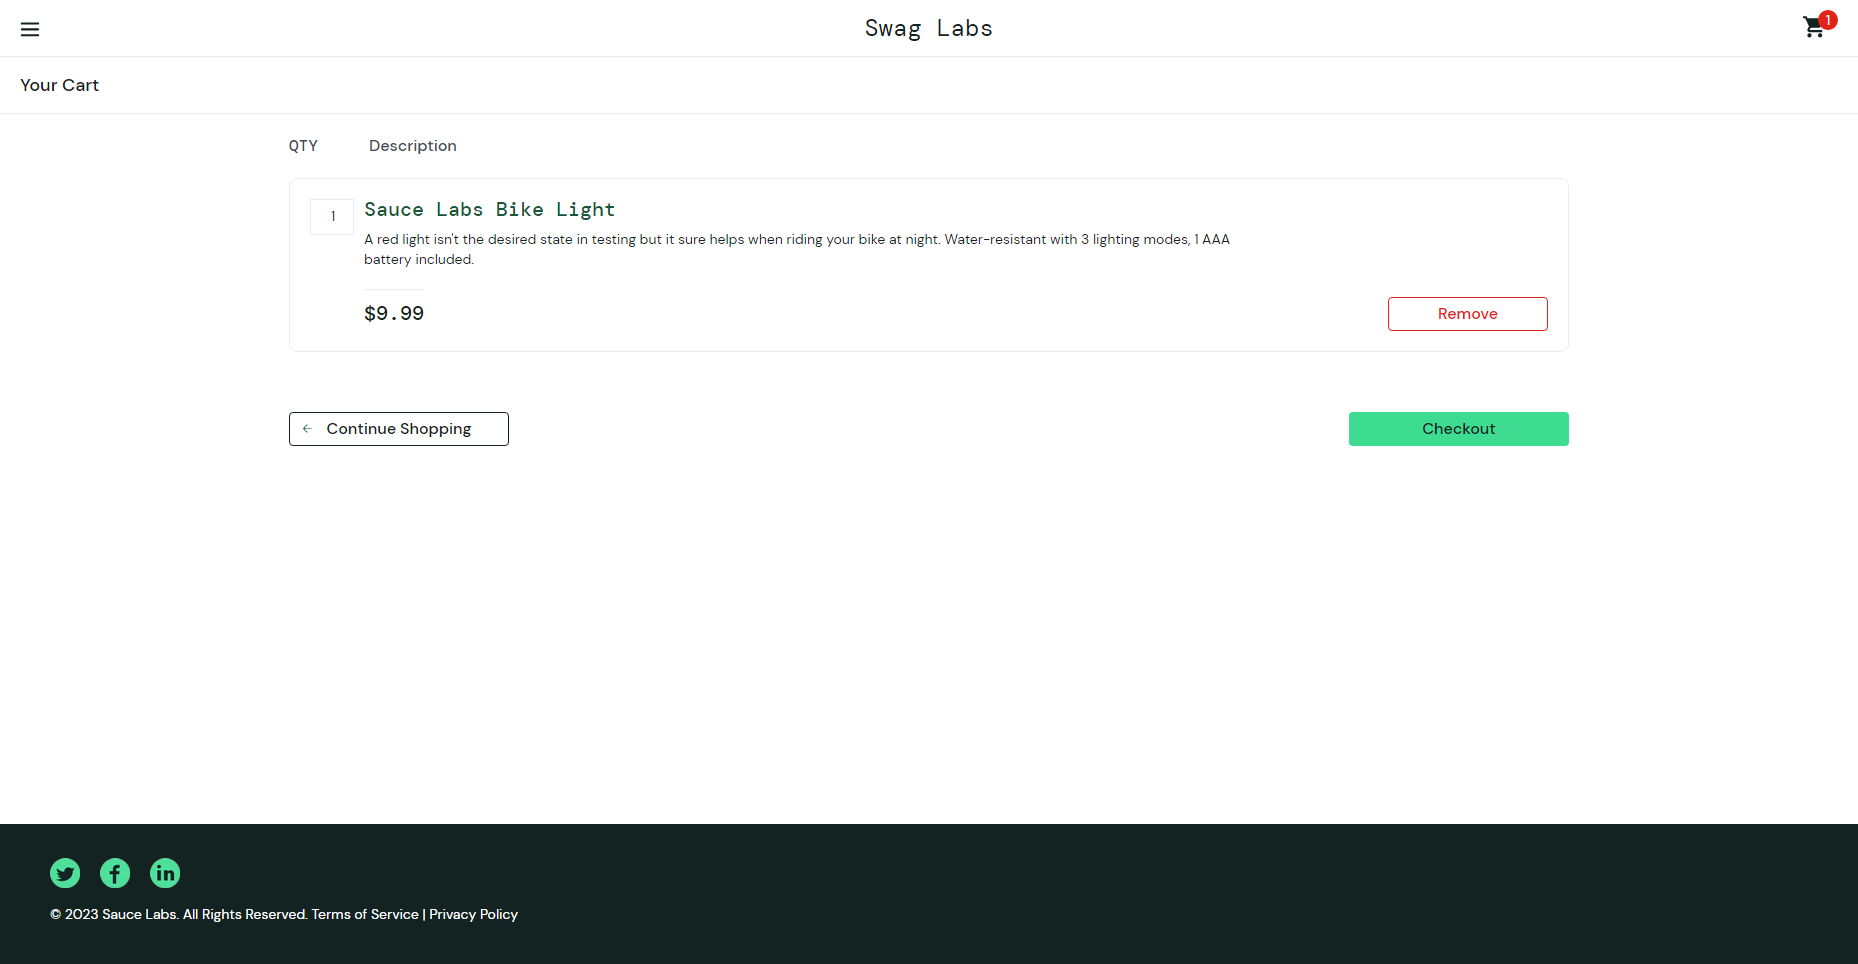 Swag Labs
1
Your Cart
QTY Description
1
Sauce Labs Bike Light
A red light isn't the desired state in testing but it sure helps when riding your bike at night. Water-resistant with 3 lighting modes, 1 AAA
battery included.
$9.99
Remove
Continue Shopping
Checkout
© 2023 Sauce Labs. All Rights Reserved. Terms of Service | Privacy Policy